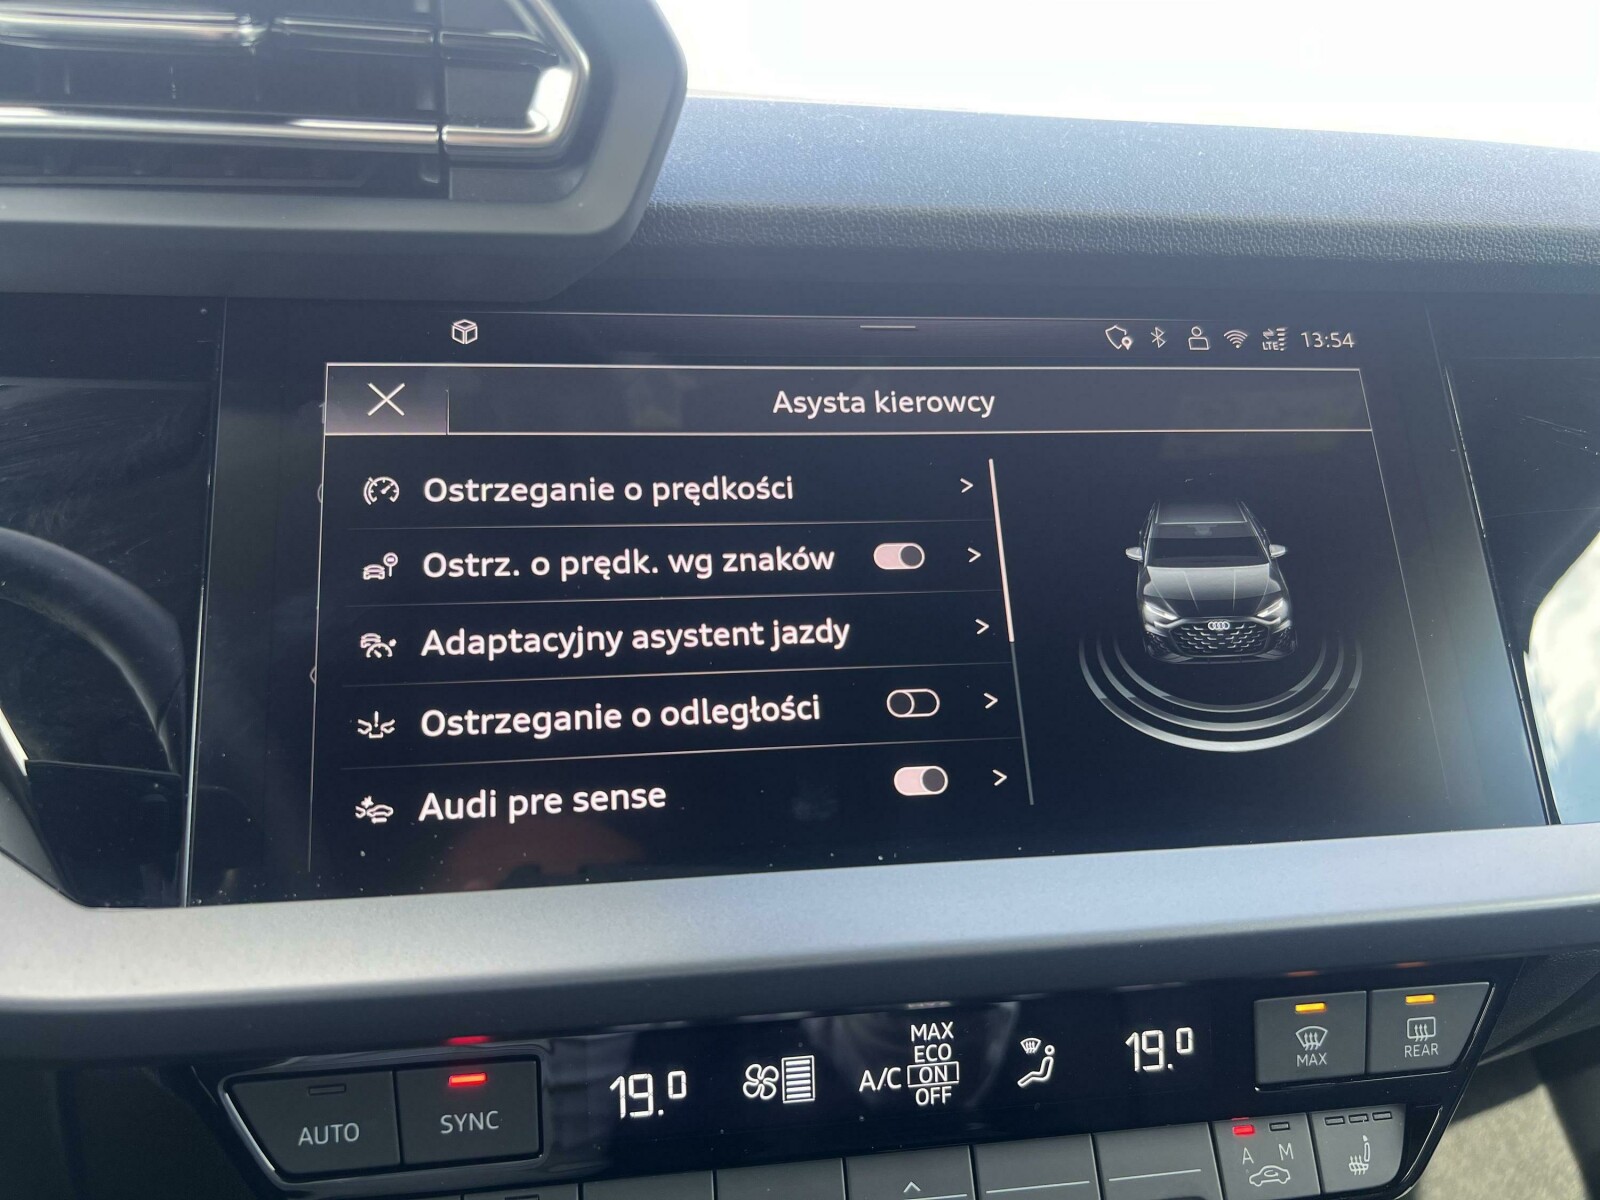 LTE 13:54
Asysta kierowcy
Ostrzeganie o prędkości
Ostrz. o prędk. wg znaków
Adaptacyjny asystent jazdy
Ostrzeganie o odległości
Audi pre sense
AUTO
SYNC
19.0
A/C
MAX
ECO
ON
OFF
19.0
MAX
REAR
A M